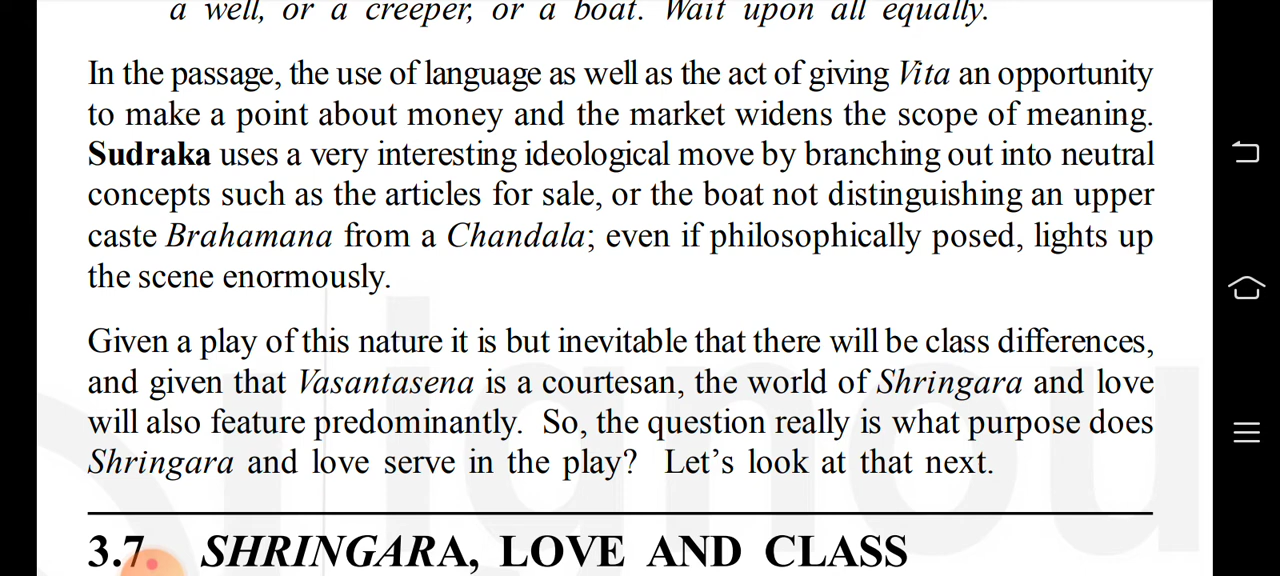 a well, or a creeper, or a boat. Wait upon all equally.
In the passage, the use of language as well as the act of giving Vita an opportunity
to make a point about money and the market widens the scope of meaning.
Sudraka uses a very interesting ideological move by branching out into neutral
concepts such as the articles for sale, or the boat not distinguishing an upper
caste Brahamana from a Chandala; even if philosophically posed, lights up
the scene enormously.
Given a play of this nature it is but inevitable that there will be class differences,
and given that Vasantasena is a courtesan, the world of Shringara and love
will also feature predominantly. So, the question really is what purpose does
Shringara and love serve in the play? Let's look at that next.
3.7 SHRINGARA, LOVE AND CLASS
ignou